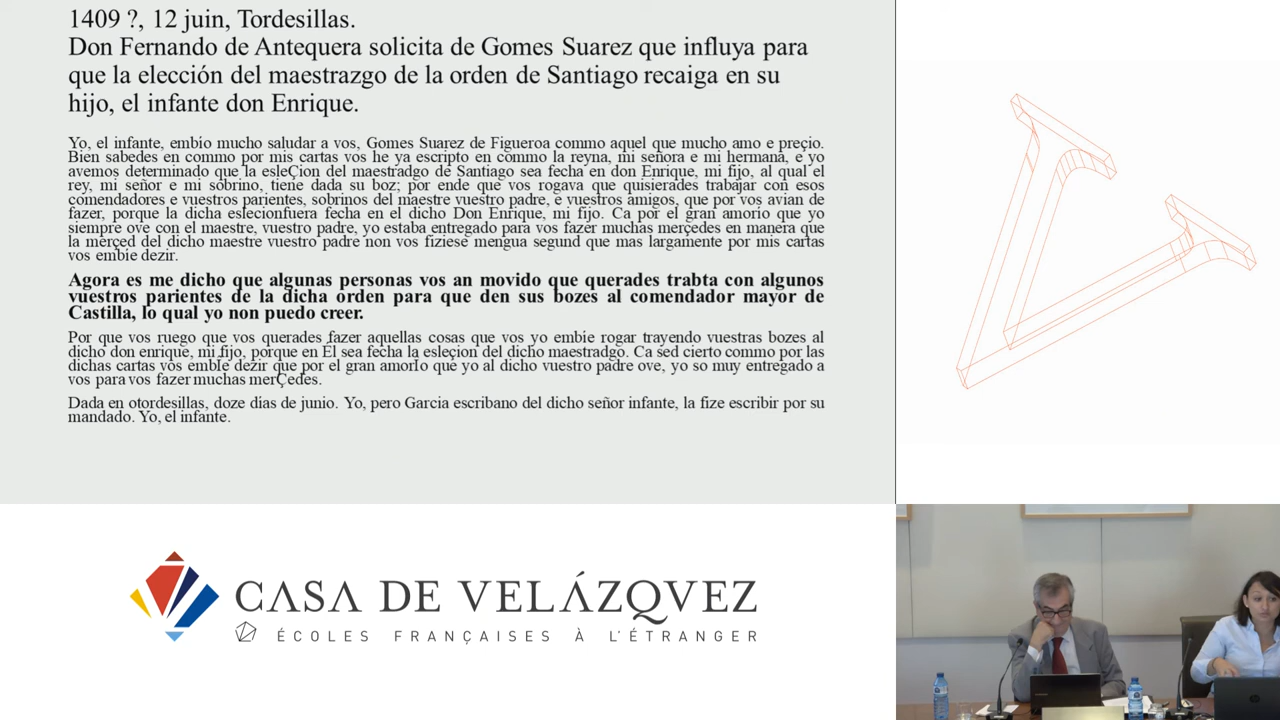 1409 ?, 12 juin, Tordesillas.
Don Fernando de Antequera solicita de Gomes Suarez que influya para
que la elección del maestrazgo de la orden de Santiago recaiga en su
hijo, el infante don Enrique.
Yo, el infante, embio mucho saludar a vos, Gomes Suarez de Figueroa commo aquel que mucho amo e preçio.
Bien sabedes en commo por mis cartas vos he ya escripto en commo la reyna, mi señora e mi hermana, e yo
avemos determinado que la esleÇion del maestradgo de Santiago sea fecha en don Enrique, mi fijo, al qual el
rey, mi señor e mi sobrino, tiene dada su boz; por ende que vos rogava que quisierades trabajar con esos
comendadores e vuestros parientes, sobrinos del maestre vuestro padre, e vuestros amigos, que por vos avian de
fazer, porque la dicha eslecionfuera fecha en el dicho Don Enrique, mi fijo. Ca por el gran amorio que yo
siempre ove con el maestre, vuestro padre, yo estaba entregado para vos fazer muchas merçedes en manera que
la merçed del dicho maestre vuestro padre non vos fiziese mengua segund que mas largamente por mis cartas
vos embie dezir.
Agora es me dicho que algunas personas vos an movido que querades trabta con algunos
vuestros parientes de la dicha orden para que den sus bozes al comendador mayor de
Castilla, lo qual yo non puedo creer.
Por que vos ruego que vos querades fazer aquellas cosas que vos yo embie rogar trayendo vuestras bozes al
dicho don enrique, mi fijo, porque en El sea fecha la esleçion del dicho maestradgo. Ca sed cierto commo por las
dichas cartas vos embIe dezir que por el gran amorIo que yo al dicho vuestro padre ove, yo so muy entregado a
vos para vos fazer muchas merÇedes.
Dada en otordesillas, doze dias de junio. Yo, pero Garcia escribano del dicho señor infante, la fize escribir por su
mandado. Yo, el infante.
CASA DE VELÁZQVEZ
ÉCOLES FRANÇAISES À L'ÉTRANGER